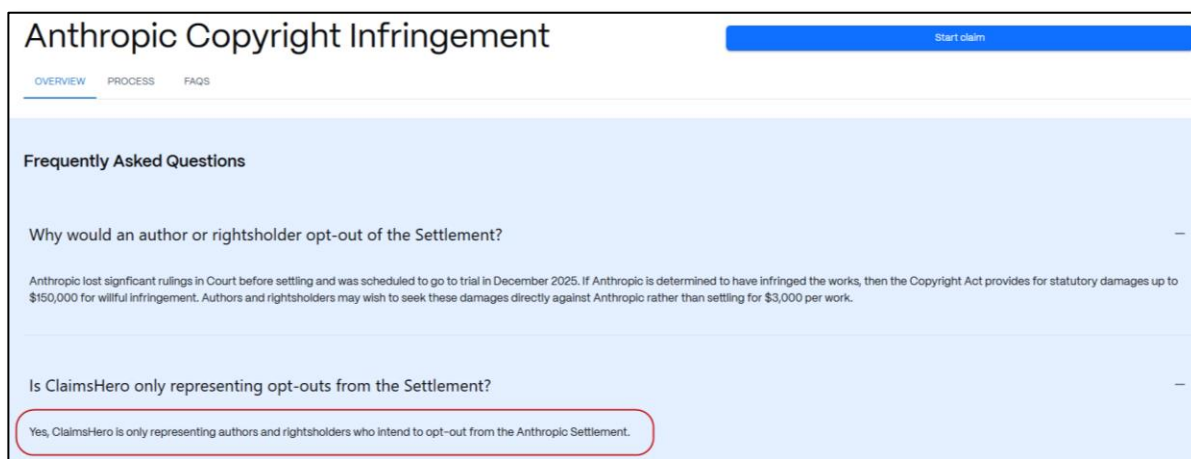 Anthropic Copyright Infringement
Start claim
OVERVIEW PROCESS FAQS
Frequently Asked Questions
Why would an author or rightsholder opt-out of the Settlement?
Anthropic lost signficant rulings in Court before settling and was scheduled to go to trial in December 2025. If Anthropic is determined to have infringed the works, then the Copyright Act provides for statutory damages up to
$150,000 for willful infringement. Authors and rightsholders may wish to seek these damages directly against Anthropic rather than settling for $3,000 per work.
Is ClaimsHero only representing opt-outs from the Settlement?
Yes, ClaimsHero is only representing authors and rightsholders who intend to opt-out from the Anthropic Settlement.